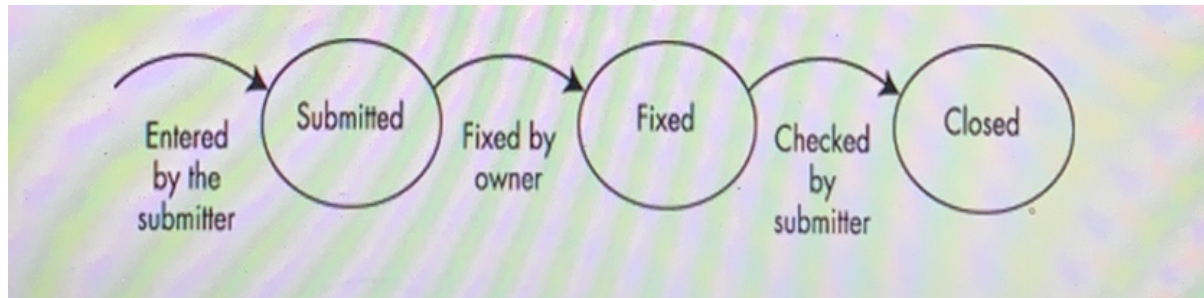 Entered
by the
submitter
Submitted
Fixed by
owner
Fixed
Checked
by
submitter
Closed